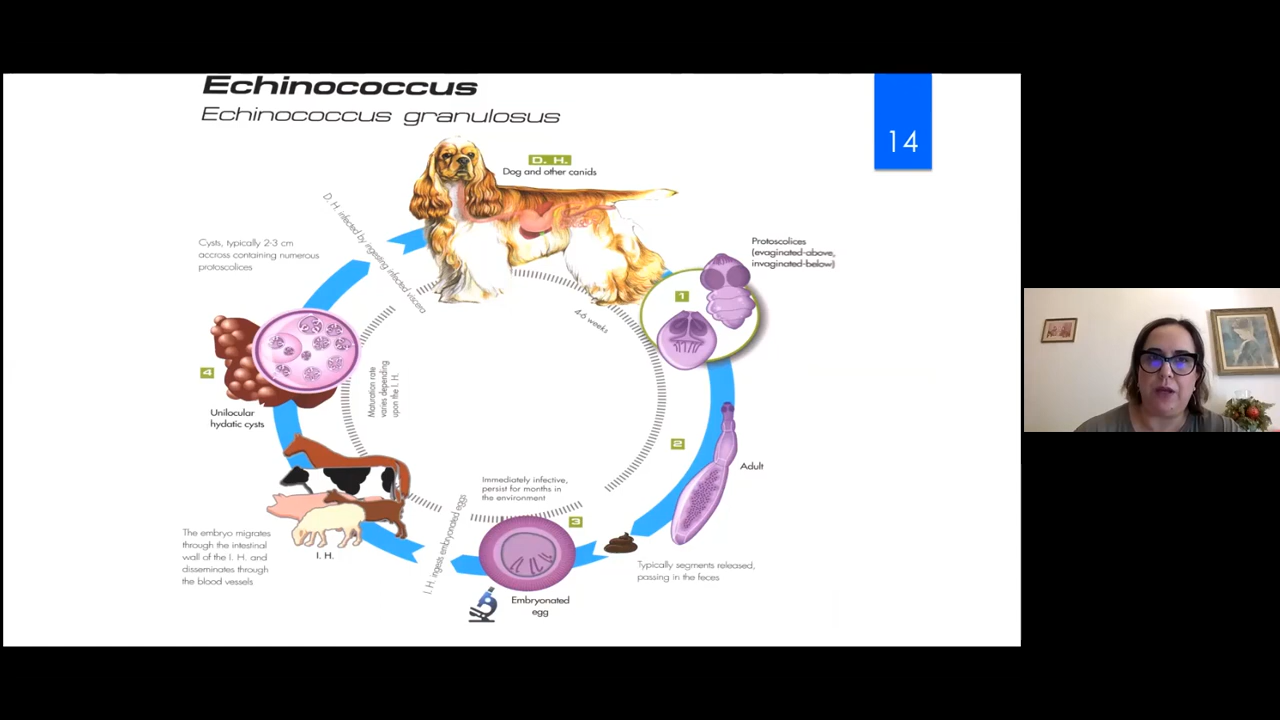 Echinococcus
Echinococcus granulosus
14
D. H.
Dog and other canids
D. H. infected by ingesting infected viscera
Cysts, typically 2-3 cm
accross containing numerous
protoscolices
Protoscolices
(evaginated above,
invaginated below)
1
4-6 weeks
4
Maturation rate
varies depending
upon the I. H.
Unilocular
hydatic cysts
2
Adult
Immediately infective,
persist for months in
the environment
3
I. H. ingests embryonated eggs
The embryo migrates
through the intestinal
wall of the I. H. and
disseminates through
the blood vessels
I. H.
Typically segments released,
passing in the feces
Embryonated
egg